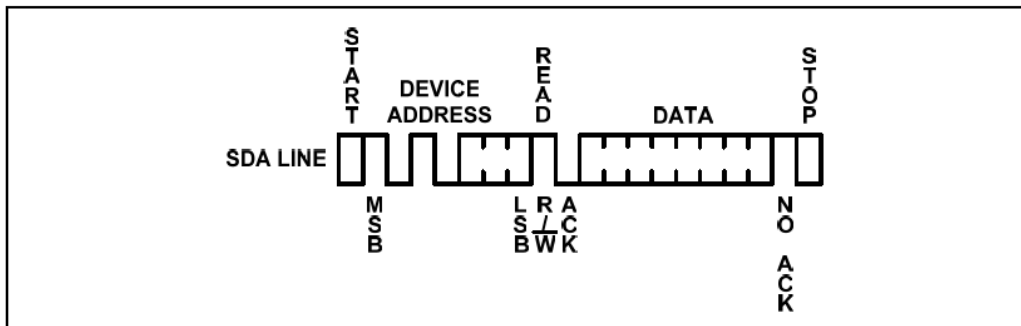 START
DEVICE
ADDRESS
READ
DATA
STOP
SDA LINE
MSB
LSB
R/W
ACK
NO ACK